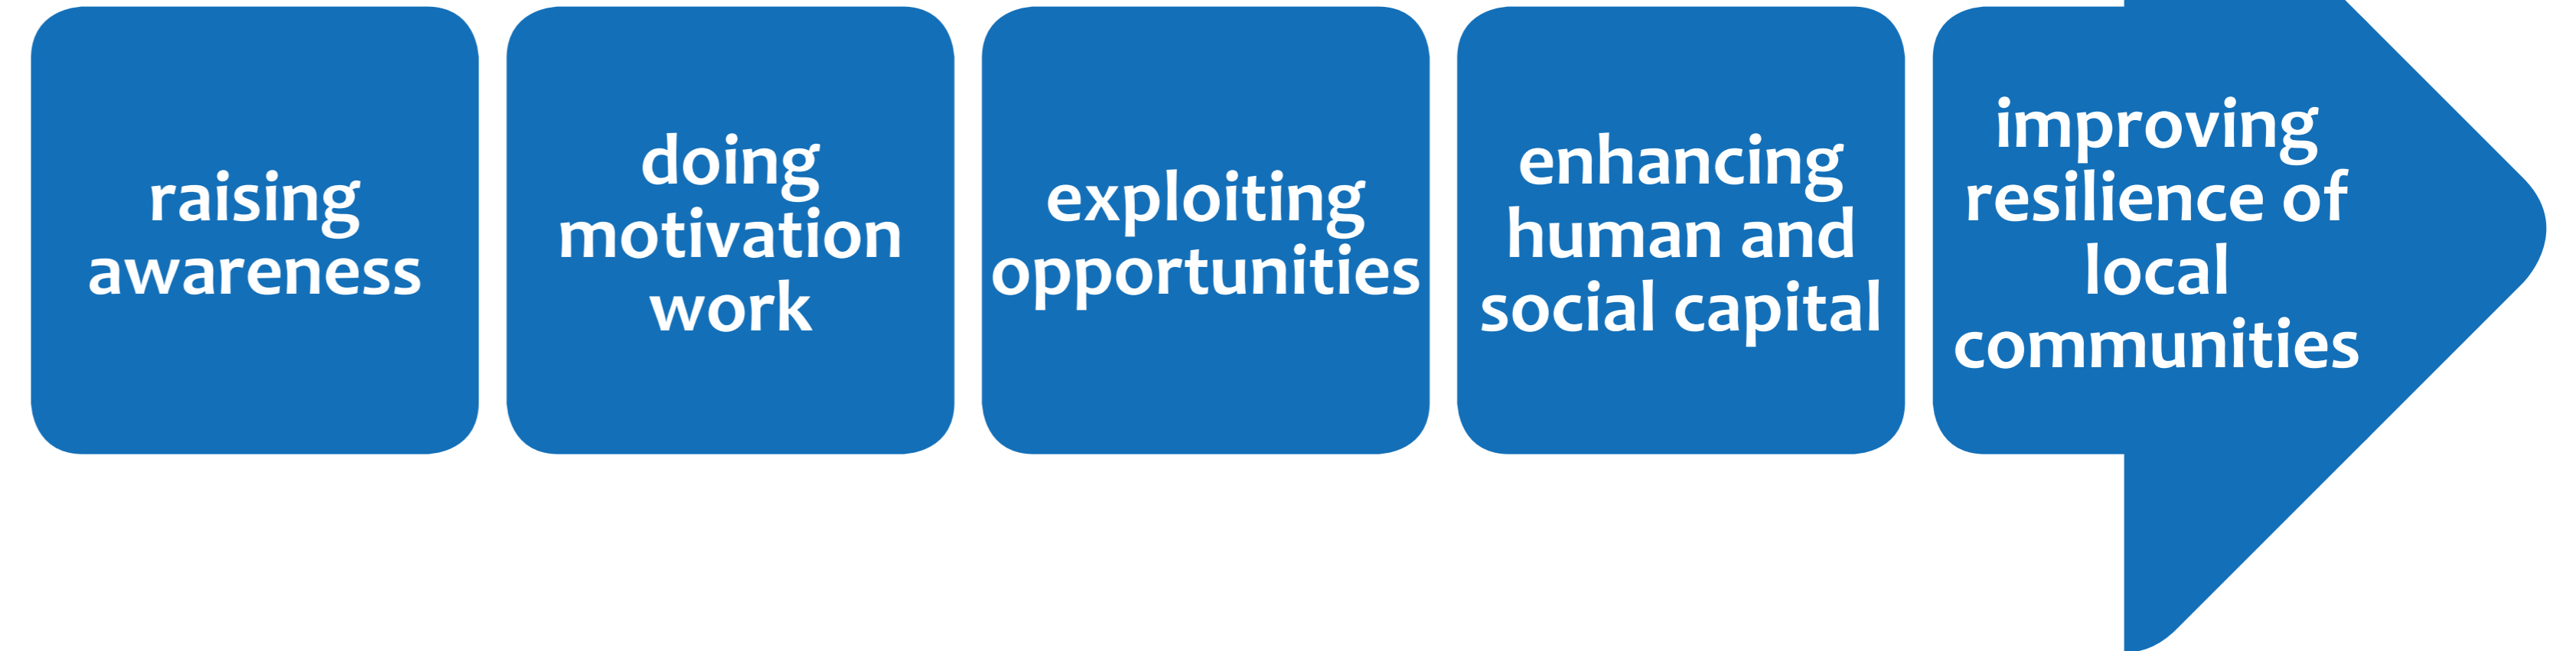 raising
awareness
doing
motivation
work
exploiting
opportunities
enhancing
human and
social capital
improving
resilience of
local
communities